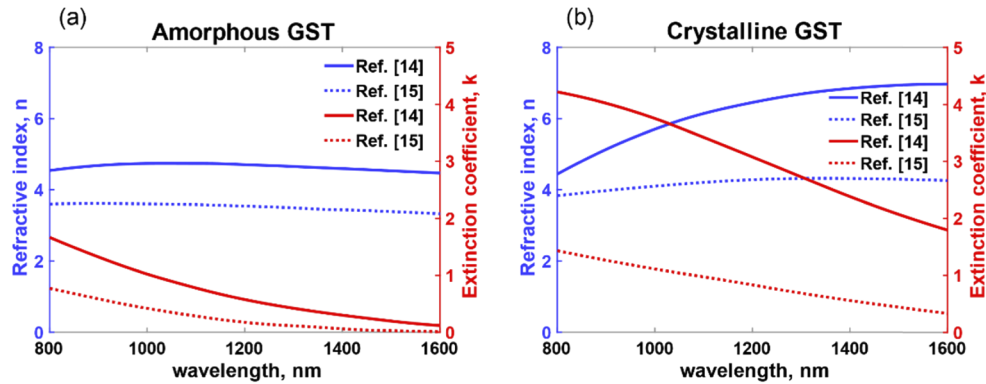 (a)
Amorphous GST
Refractive index, n
8
6
4
2
0
Ref. [14]
Ref. [15]
Ref. [14]
Ref. [15]
5
4
3
2
1
0
Extinction coefficient, k
800 1000 1200 1400 1600
wavelength, nm
(b)
Crystalline GST
Refractive index, n
8
6
4
2
0
Ref. [14]
Ref. [15]
Ref. [14]
Ref. [15]
5
4
3
2
1
0
Extinction coefficient, k
800 1000 1200 1400 1600
wavelength, nm